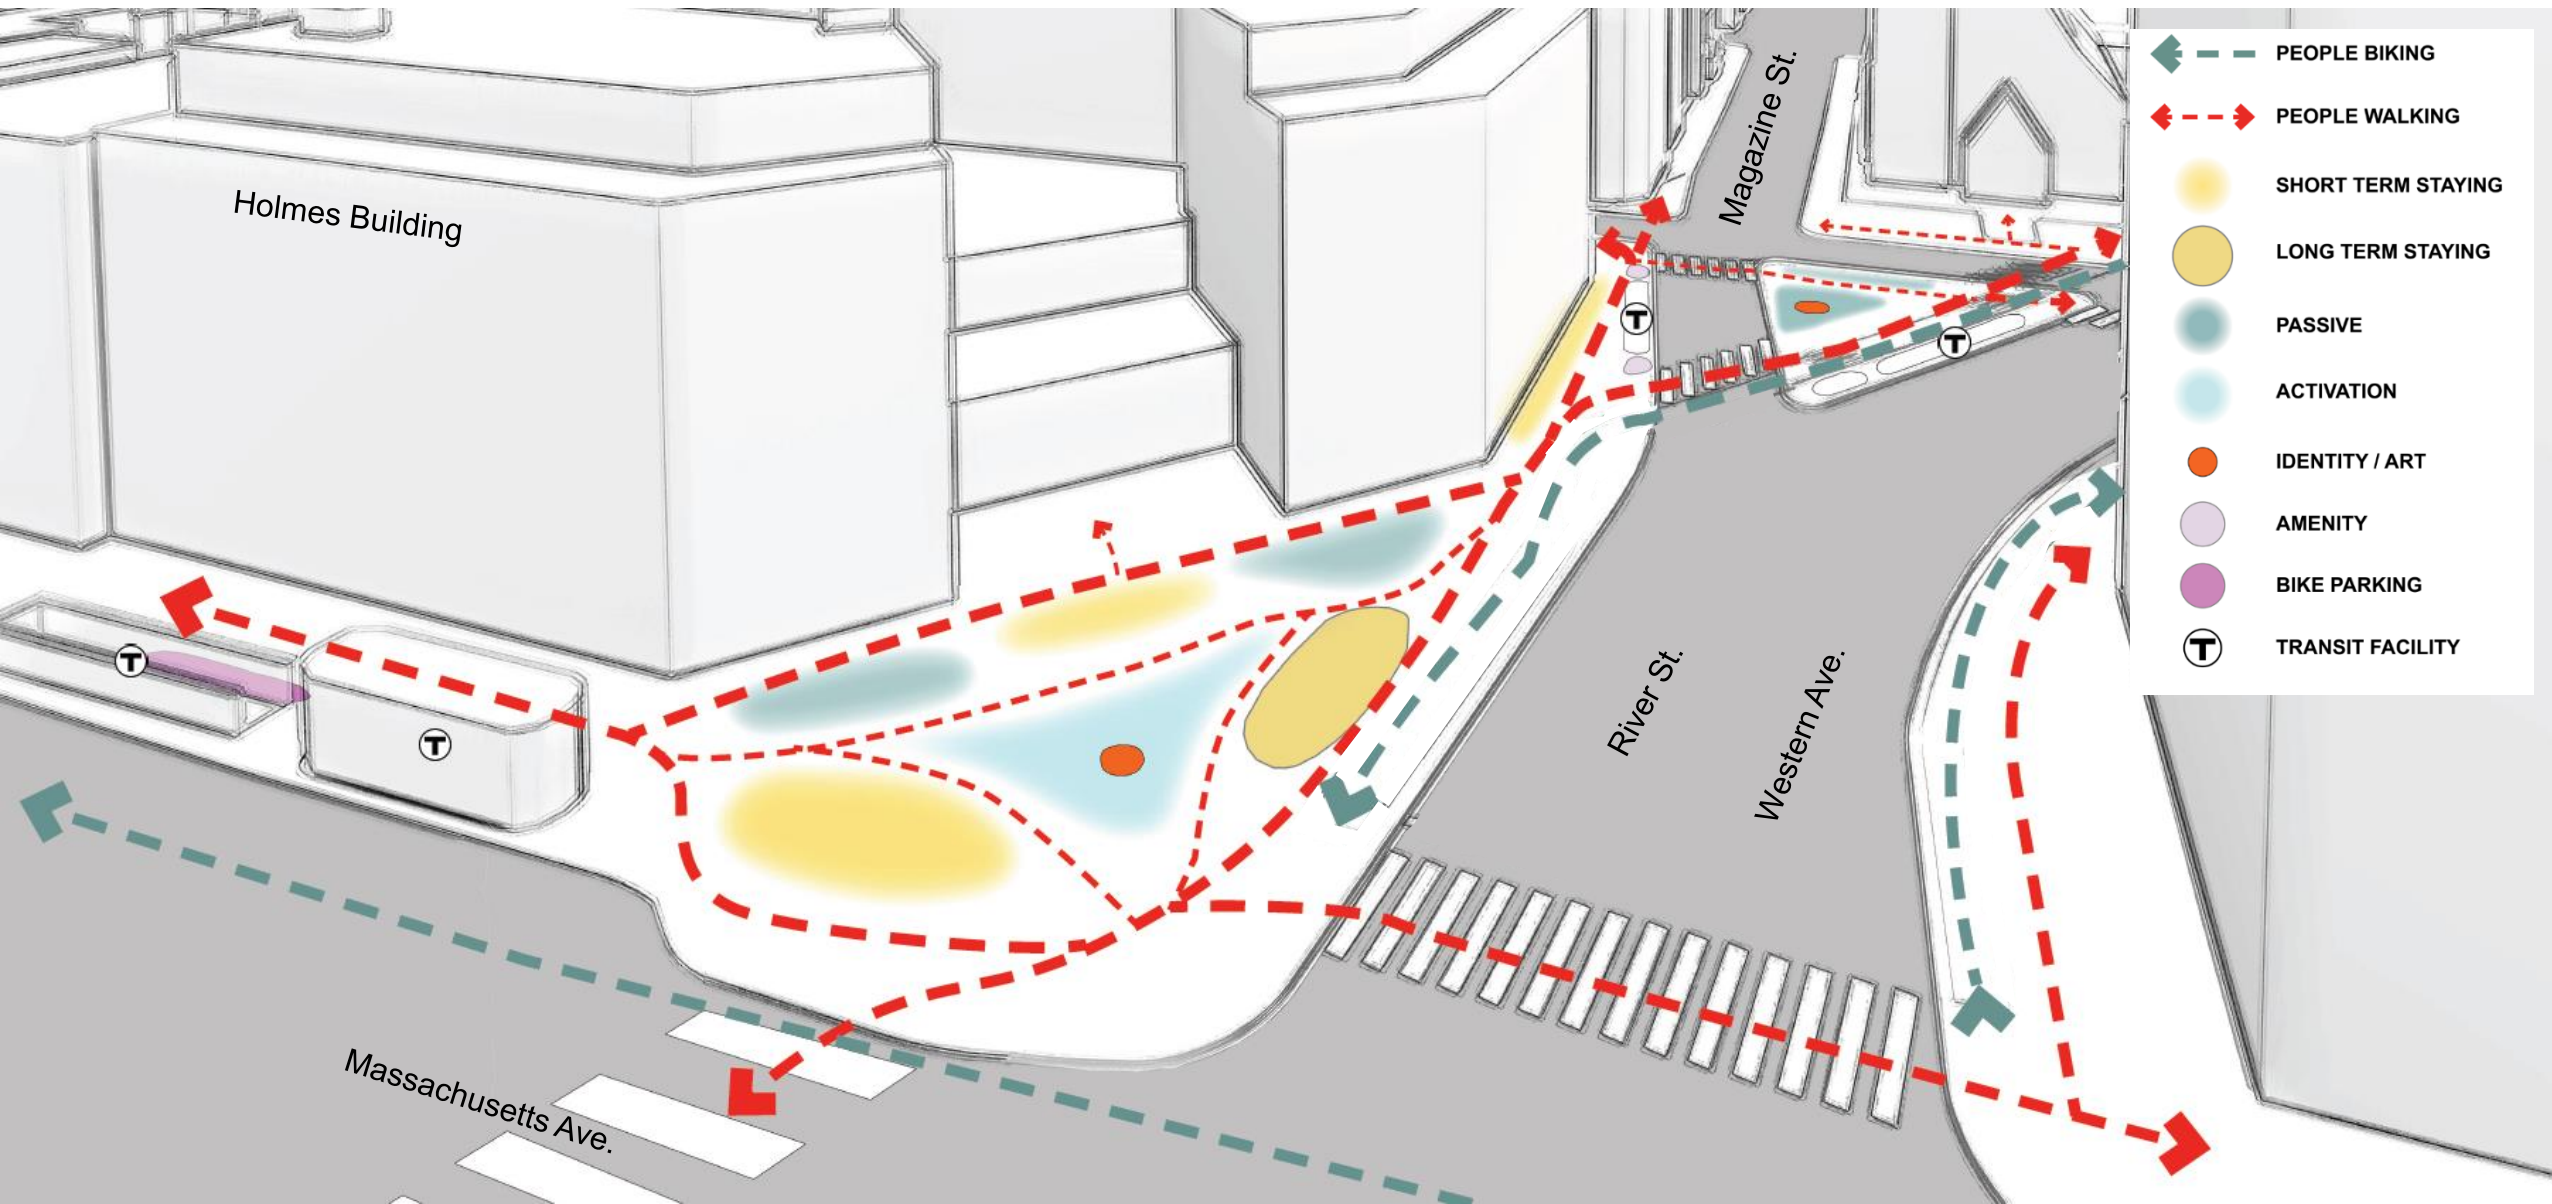 Holmes Building
Magazine St.
River St.
Western Ave.
Massachusetts Ave.
T
T
T
T
PEOPLE BIKING
PEOPLE WALKING
SHORT TERM STAYING
LONG TERM STAYING
PASSIVE
ACTIVATION
IDENTITY / ART
AMENITY
BIKE PARKING
T TRANSIT FACILITY